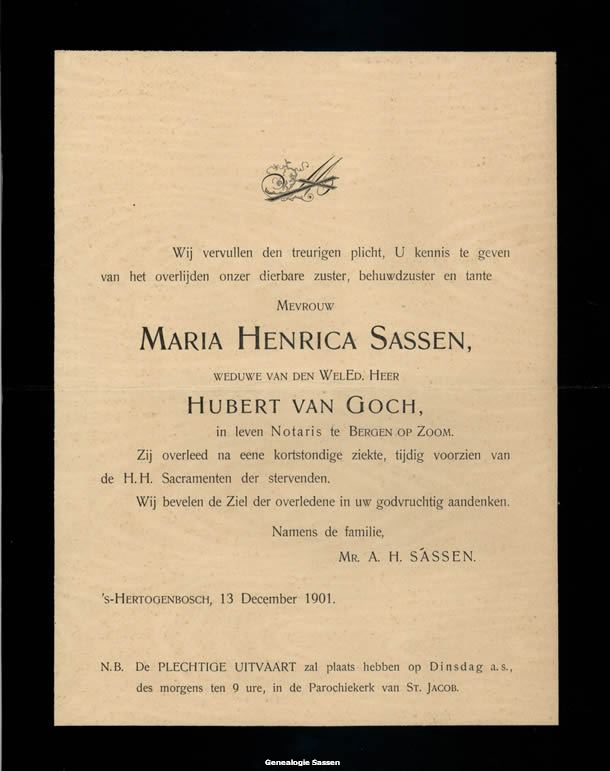 Wij vervullen den treurigen plicht, U kennis te geven
van het overlijden onzer dierbare zuster, behuwdzuster en tante
MEVROUW
MARIA HENRICA SASSEN,
WEDUWE VAN DEN WELED. HEER
HUBERT VAN GOCH,
in leven Notaris te BERGEN OP ZOOM.
Zij overleed na eene kortstondige ziekte, tijdig voorzien van
de H.H. Sacramenten der stervenden.
Wij bevelen de Ziel der overledene in uw godvruchtig aandenken.
Namens de familie,
MR. A. H. SASSEN.
's-HERTOGENBOSCH, 13 December 1901.
N.B. De PLECHTIGE UITVAART zal plaats hebben op Dinsdag a.s.,
des morgens ten 9 ure, in de Parochiekerk van ST. JACOB.
Genealogie Sassen